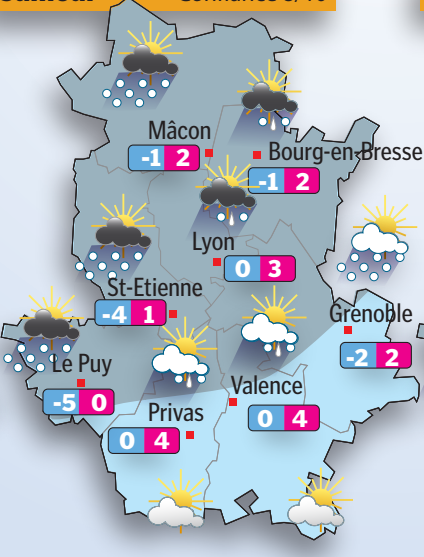 Confiance
Mâcon
-1 2
Bourg-en-Bresse
-1 2
Lyon
0 3
St-Etienne
-4 1
Grenoble
-2 2
Le Puy
-5 0
Valence
0 4
Privas
0 4